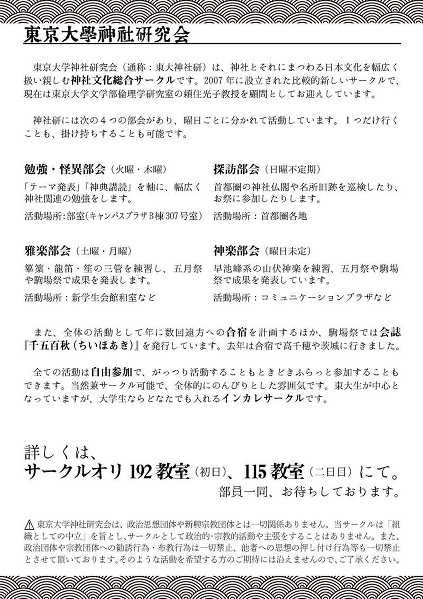 東京大學神社研究会
東京大学神社研究会（通称：東大神社研）は、神社とそれにまつわる日本文化を幅広く
扱い親しむ神社文化総合サークルです。2007 年に設立された比較的新しいサークルで、
現在は東京大学文学部倫理学研究室の頼住光子教授を顧問としてお迎えしています。
神社研には次の４つの部会があり、曜日ごとに分かれて活動しています。１つだけ行く
ことも、掛け持ちすることも可能です。
勉強・怪異部会（火曜・木曜）
「テーマ発表」「神典講読」を軸に、幅広く
神社関連の勉強をします。
活動場所：部室（キャンパスプラザＢ棟 307 号室）
探訪部会（日曜不定期）
首都圏の神社仏閣や名所旧跡を巡検したり、
お祭に参加したりします。
活動場所：首都圏各地
雅楽部会（土曜・月曜）
篳篥・龍笛・笙の三管を練習し、五月祭
や駒場祭で成果を発表します。
活動場所：新学生会館和室など
神楽部会（曜日未定）
早池峰系の山伏神楽を練習、五月祭や駒場
祭で成果を発表しています。
活動場所：コミュニケーションプラザなど
また、全体の活動として年に数回遠方への合宿を計画するほか、駒場祭では会誌
『千五百秋（ちいほあき）』を発行しています。去年は合宿で高千穂や茨城に行きました。
全ての活動は自由参加で、がっつり活動することもときどきふらっと参加することも
できます。当然兼サークル可能で、全体的にのんびりとした雰囲気です。東大生が中心と
なっていますが、大学生ならどなたでも入れるインカレサークルです。
詳しくは、
サークルオリ 192 教室（初日）、115 教室（二日目）にて。
部員一同、お待ちしております。
⚠ 東京大学神社研究会は、政治思想団体や新興宗教団体とは一切関係ありません。当サークルは「組
織としての中立」を旨とし、サークルとして政治的・宗教的活動や主張をすることはありません。また、
政治団体や宗教団体への勧誘行為・布教行為は一切禁止、他者への思想の押し付け行為等も一切禁止
とさせて頂いております。そのような活動を希望する方のご期待には沿えませんので、ご了承ください。